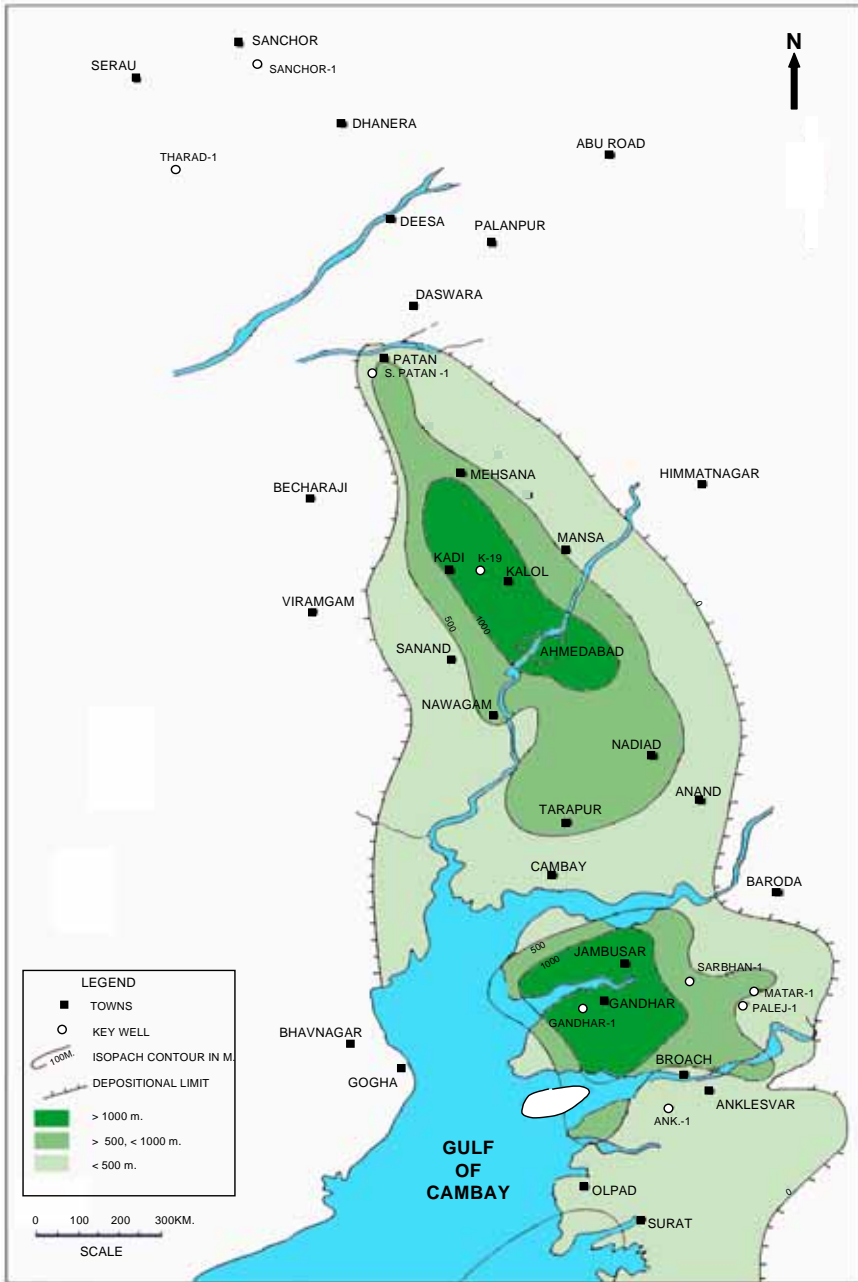 SANCHOR
N
SERAU
SANCHOR-1
DHANERA
ABU ROAD
THARAD-1
DEESA
PALANPUR
DASWARA
PATAN
S. PATAN -1
MEHSANA
HIMMATNAGAR
BECHARAJI
MANSA
KADI
K-19
KALOL
VIRAMGAM
0
500
1000
SANAND
AHMEDABAD
NAWAGAM
NADIAD
ANAND
TARAPUR
CAMBAY
BARODA
500
JAMBUSAR
1000
SARBHAN-1
MATAR-1
GANDHAR
PALEJ-1
GANDHAR-1
BHAVNAGAR
GOGHA
BROACH
ANKLESVAR
ANK.-1
GULF
OF
CAMBAY
OLPAD
0
SURAT
LEGEND
TOWNS
KEY WELL
100M.
ISOPACH CONTOUR IN M.
DEPOSITIONAL LIMIT
> 1000 m.
> 500, < 1000 m.
< 500 m.
0 100 200 300KM.
SCALE